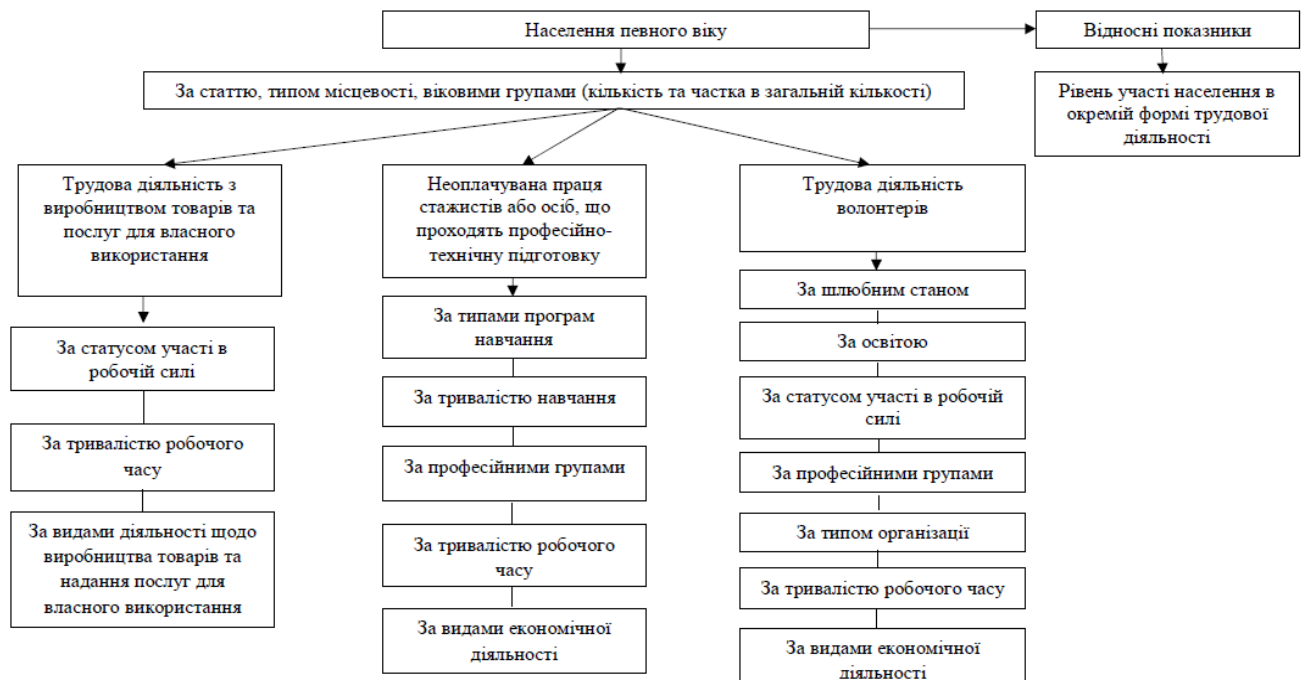 Населення певного віку
Відносні показники
За статтю, типом місцевості, віковими групами (кількість та частка в загальній кількості)
Рівень участі населення в
окремій формі трудової
діяльності
Трудова діяльність з
виробництвом товарів та
послуг для власного
використання
За статусом участі в
робочій силі
За тривалістю робочого
часу
За видами діяльності щодо
виробництва товарів та
надання послуг для
власного використання
Неоплачувана праця
стажистів або осіб, що
проходять професійно-
технічну підготовку
За типами програм
навчання
За тривалістю навчання
За професійними групами
За тривалістю робочого
часу
За видами економічної
діяльності
Трудова діяльність
волонтерів
За шлюбним станом
За освітою
За статусом участі в робочій
силі
За професійними групами
За типом організації
За тривалістю робочого часу
За видами економічної
діяльності